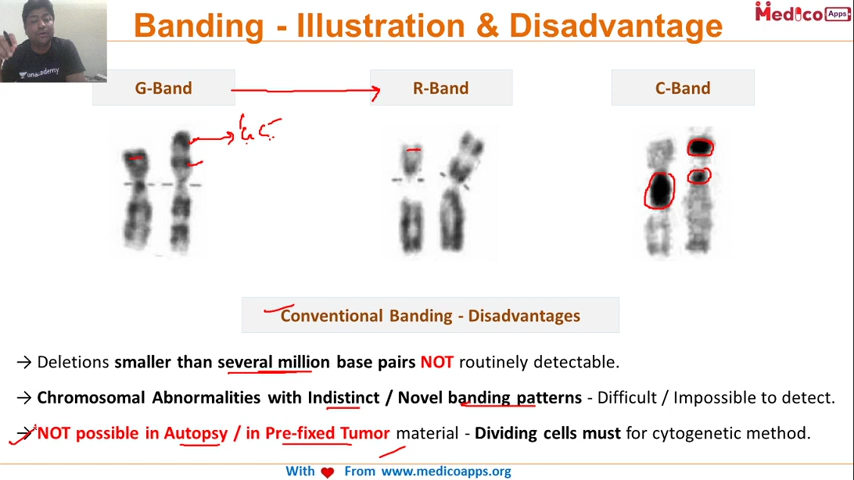 Banding - Illustration & Disadvantage
Medico Apps
G-Band
R-Band
C-Band
Conventional Banding - Disadvantages
→ Deletions smaller than several million base pairs NOT routinely detectable.
→ Chromosomal Abnormalities with Indistinct / Novel banding patterns - Difficult / Impossible to detect.
→ NOT possible in Autopsy / in Pre-fixed Tumor material - Dividing cells must for cytogenetic method.
With ❤ From www.medicoapps.org